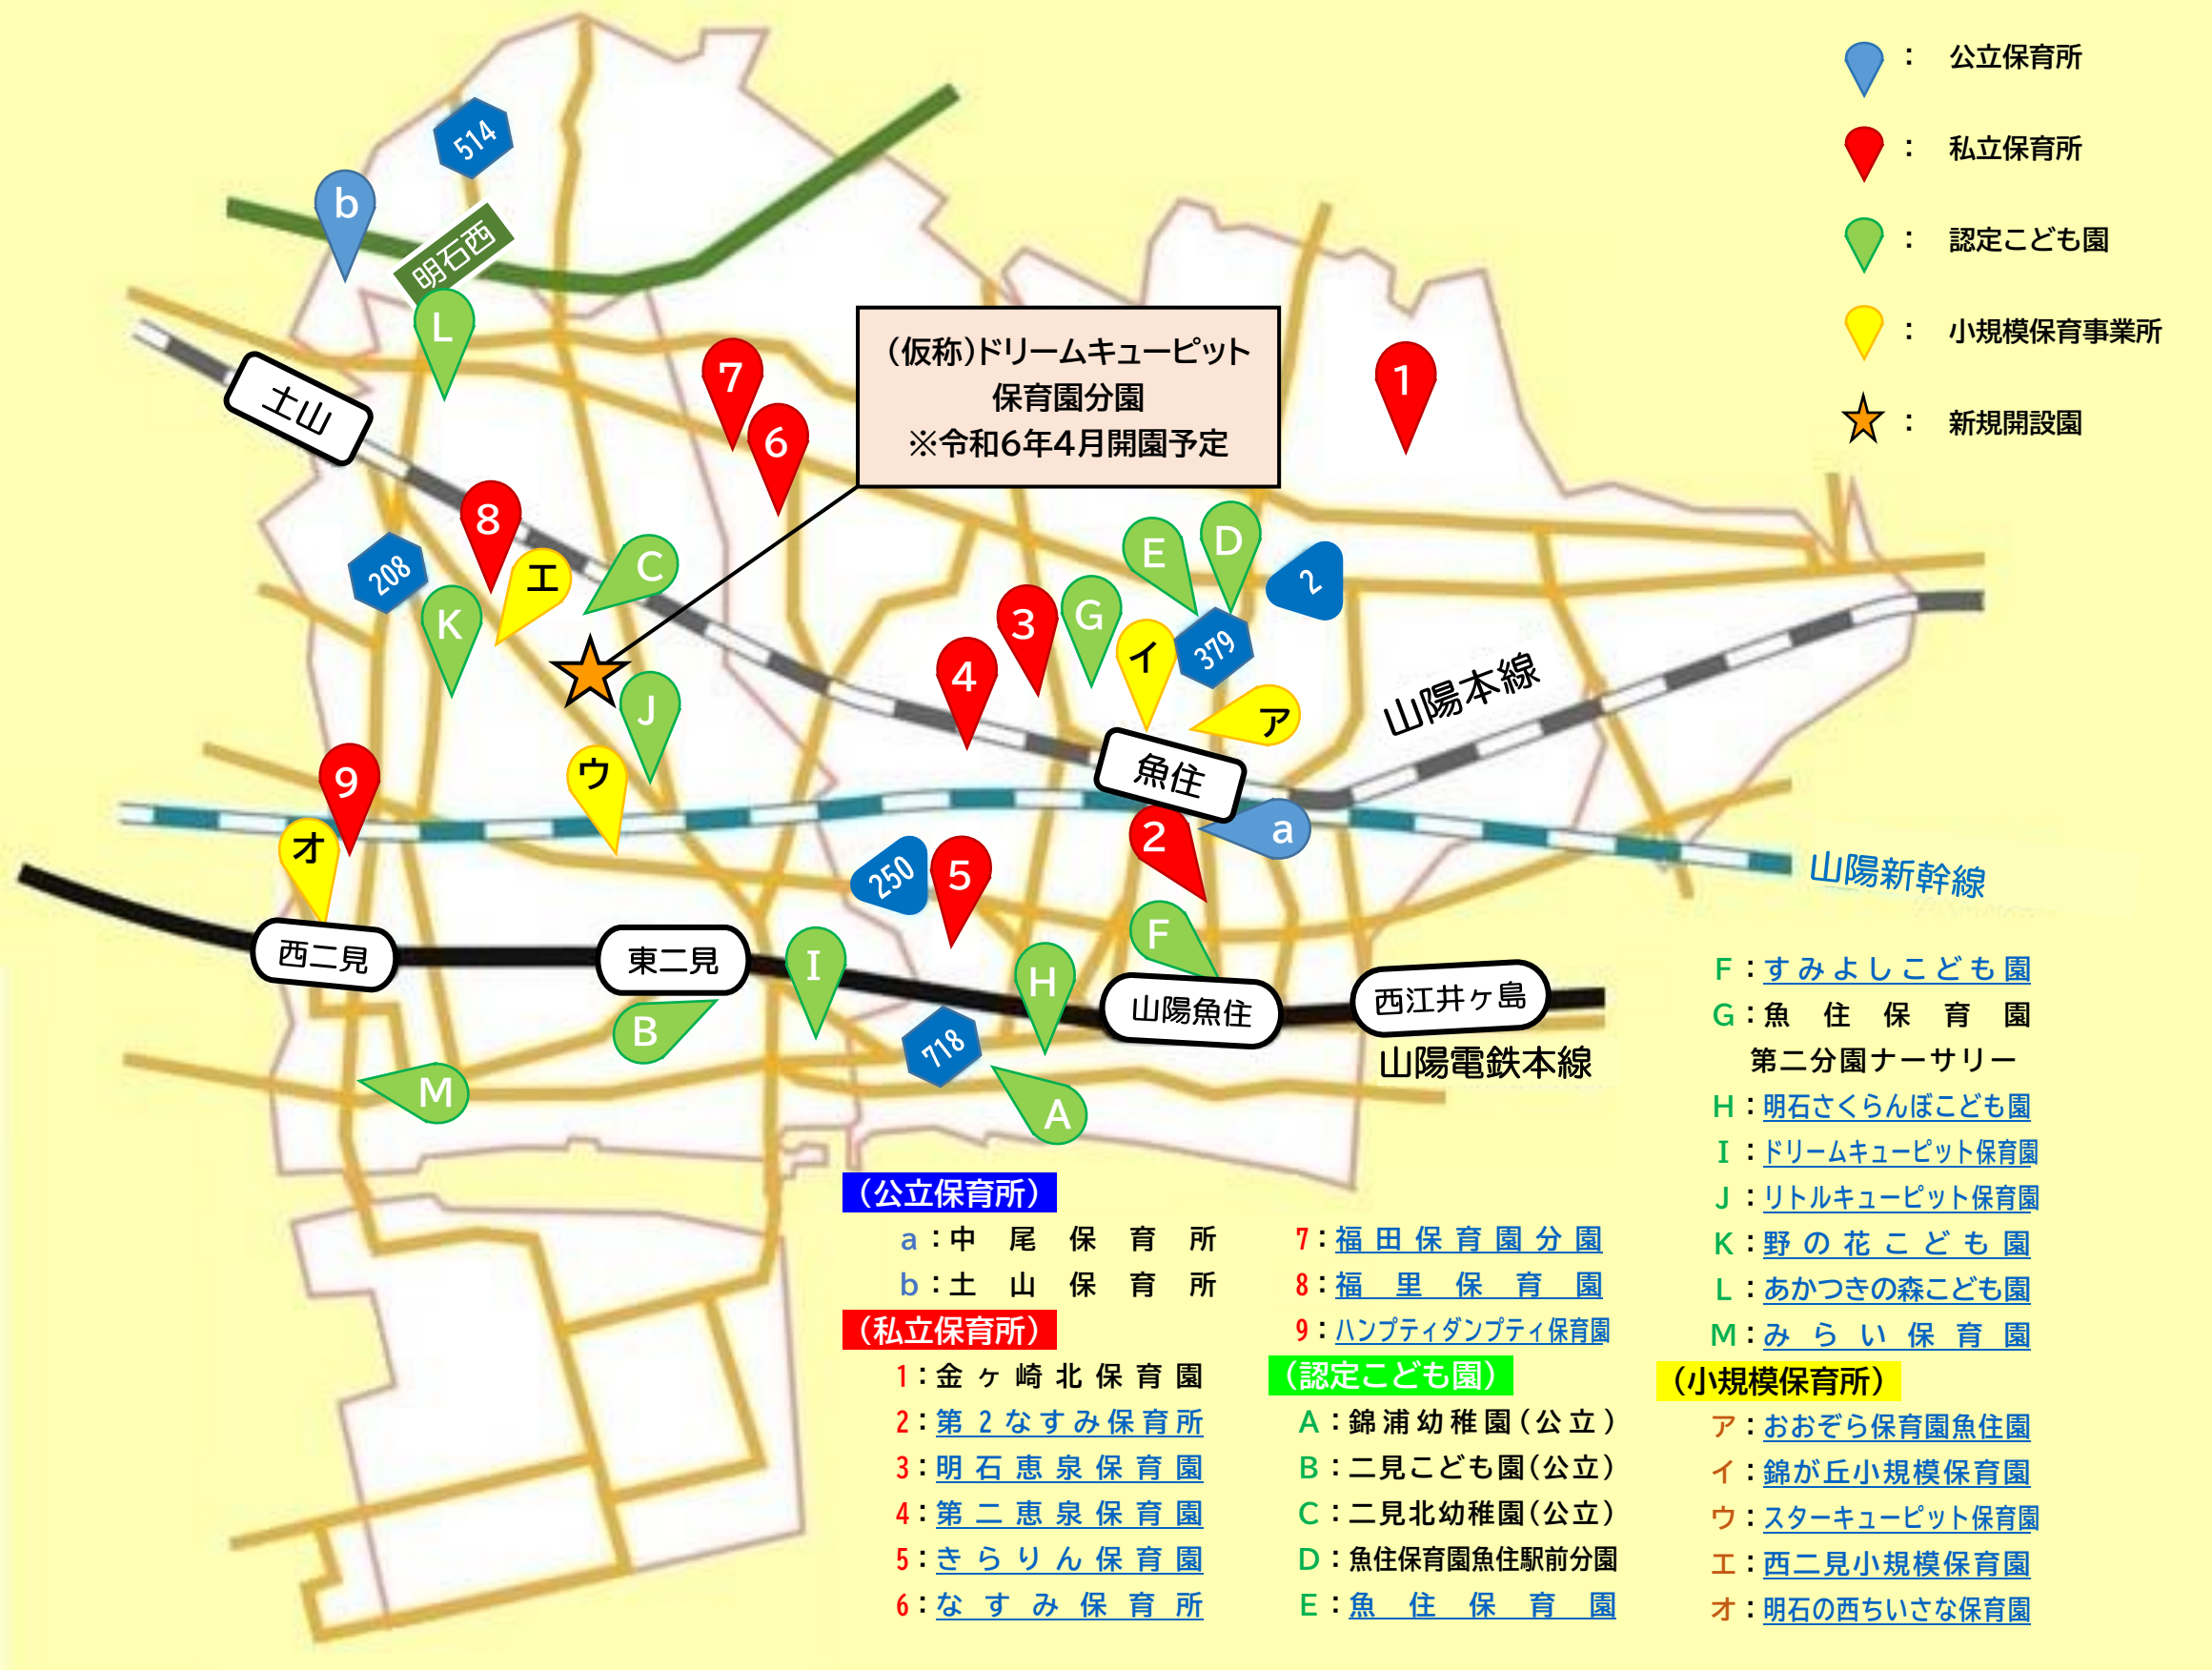 ： 公立保育所
： 私立保育所
： 認定こども園
： 小規模保育事業所
： 新規開設園
514
b
明石西
L
土山
7
6
1
（仮称）ドリームキューピット
保育園分園
※令和6年4月開園予定
8
208
エ
C
K
J
E
D
2
3
G
イ
379
4
ア
魚住
山陽本線
9
ウ
オ
2
a
250
5
山陽新幹線
西二見
東二見
I
F
H
山陽魚住
西江井ヶ島
B
718
山陽電鉄本線
M
A
（公立保育所）
a：中尾保育所
b：土山保育所
（私立保育所）
1：金ヶ崎北保育園
2：第2なすみ保育所
3：明石恵泉保育園
4：第二恵泉保育園
5：きらりん保育園
6：なすみ保育所
7：福田保育園分園
8：福里保育園
9：ハンプティダンプティ保育園
（認定こども園）
A：錦浦幼稚園（公立）
B：二見こども園（公立）
C：二見北幼稚園（公立）
D：魚住保育園魚住駅前分園
E：魚住保育園
F：すみよしこども園
G：魚住保育園
第二分園ナーサリー
H：明石さくらんぼこども園
I：ドリームキューピット保育園
J：リトルキューピット保育園
K：野の花こども園
L：あかつきの森こども園
M：みらい保育園
（小規模保育所）
ア：おおぞら保育園魚住園
イ：錦が丘小規模保育園
ウ：スターキューピット保育園
エ：西二見小規模保育園
オ：明石の西ちいさな保育園